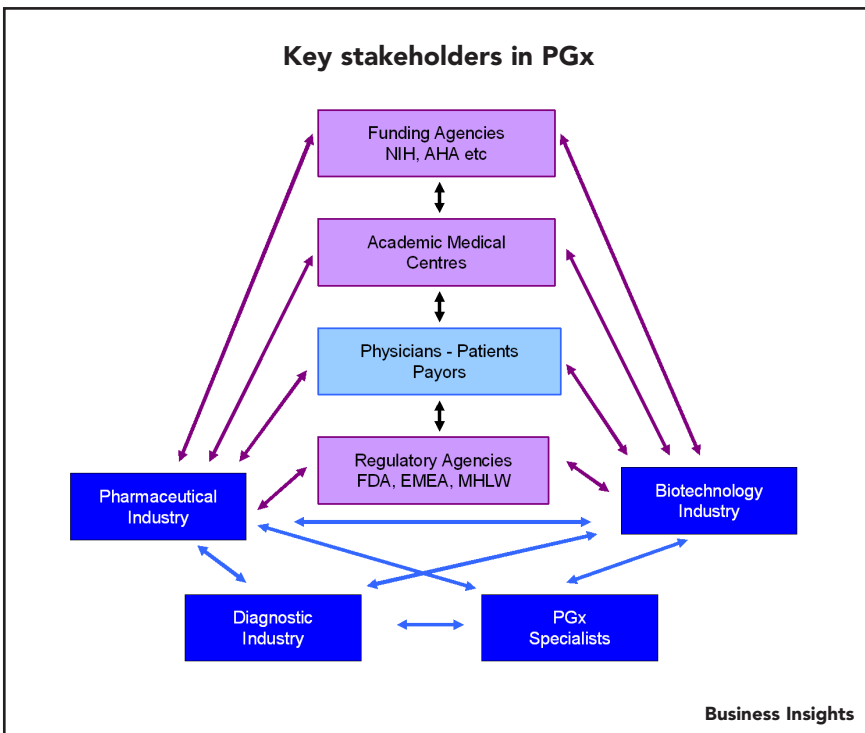 Key stakeholders in PGx
Funding Agencies
NIH, AHA etc
Academic Medical
Centres
Physicians - Patients
Payors
Regulatory Agencies
FDA, EMEA, MHLW
Pharmaceutical
Industry
Biotechnology
Industry
Diagnostic
Industry
PGx
Specialists
Business Insights